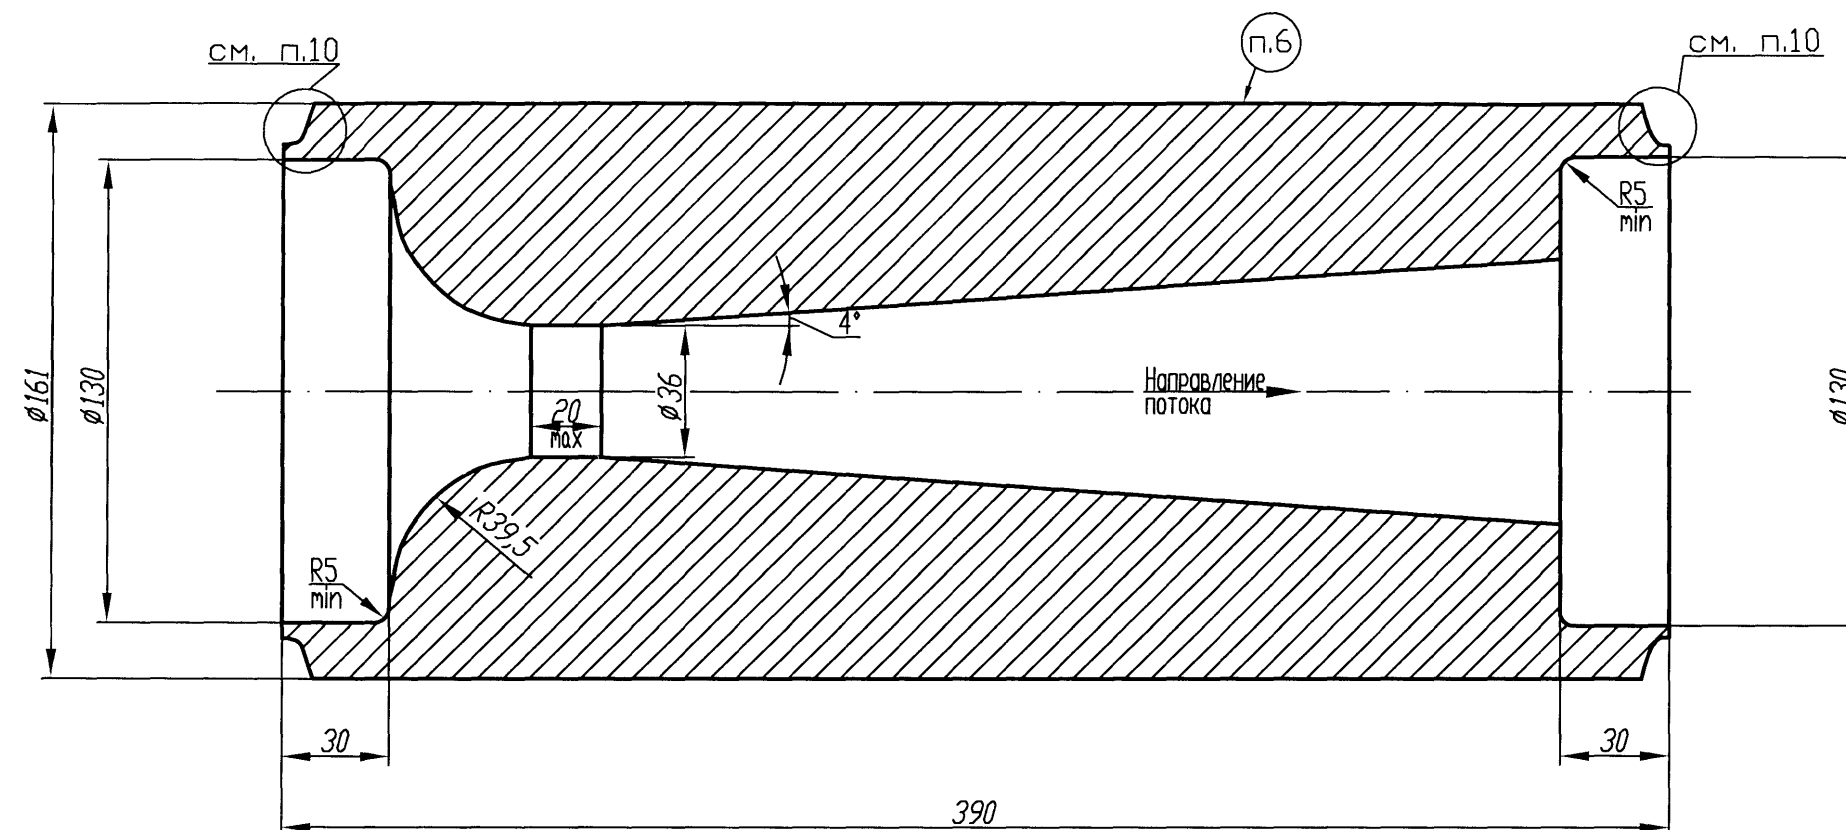 см. п.10
п.6
см. п.10
R5
min
4°
ø161
ø130
ø36
20
max
Направление
потока
ø130
R39,5
R5
min
30
30
390